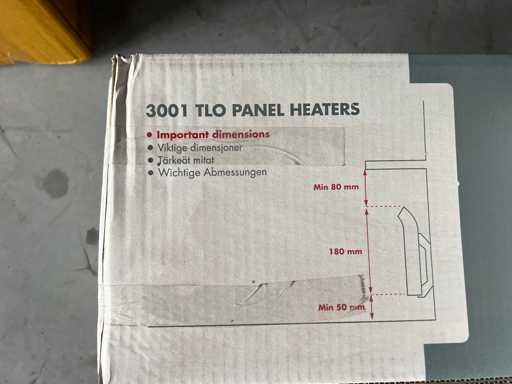 3001 TLO PANEL HEATERS
• Important dimensions
• Viktige dimensjoner
• Tärkeät mitat
• Wichtige Abmessungen
Min 80 mm
180 mm
Min 50 mm